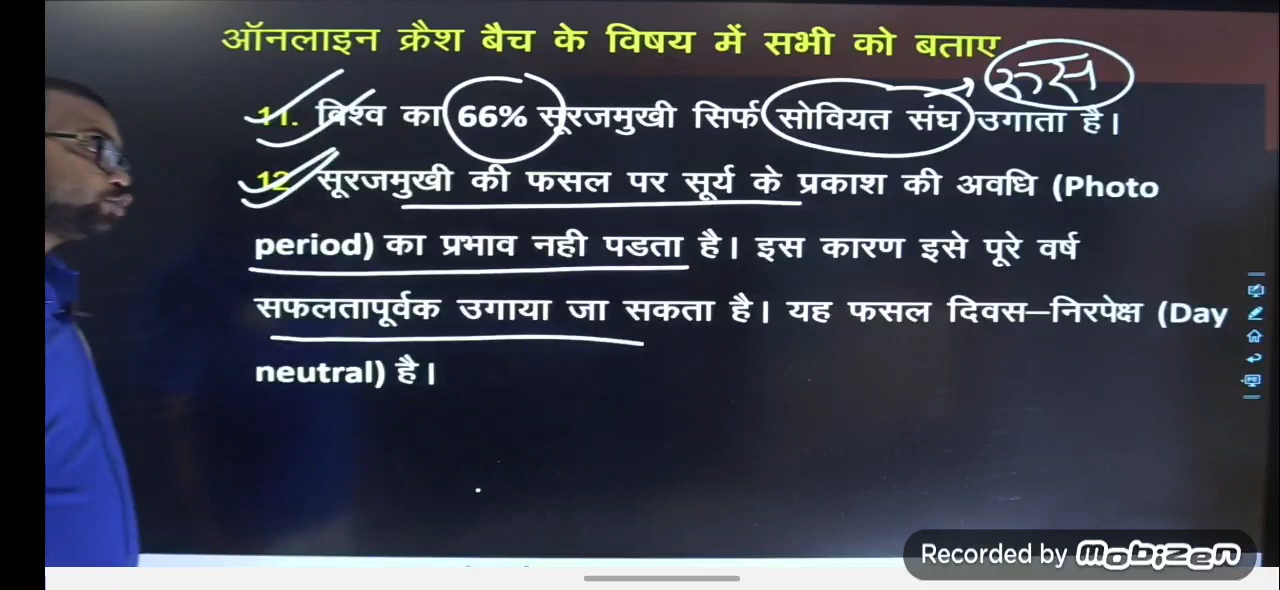 ऑनलाइन क्रैश बैच के विषय में सभी को बताए
रूस
11. विश्व का 66% सूरजमुखी सिर्फ सोवियत संघ उगाता है।
12 सूरजमुखी की फसल पर सूर्य के प्रकाश की अवधि (Photo
period) का प्रभाव नही पडता है। इस कारण इसे पूरे वर्ष
सफलतापूर्वक उगाया जा सकता है। यह फसल दिवस–निरपेक्ष (Day
neutral) है।
Recorded by Mobizen